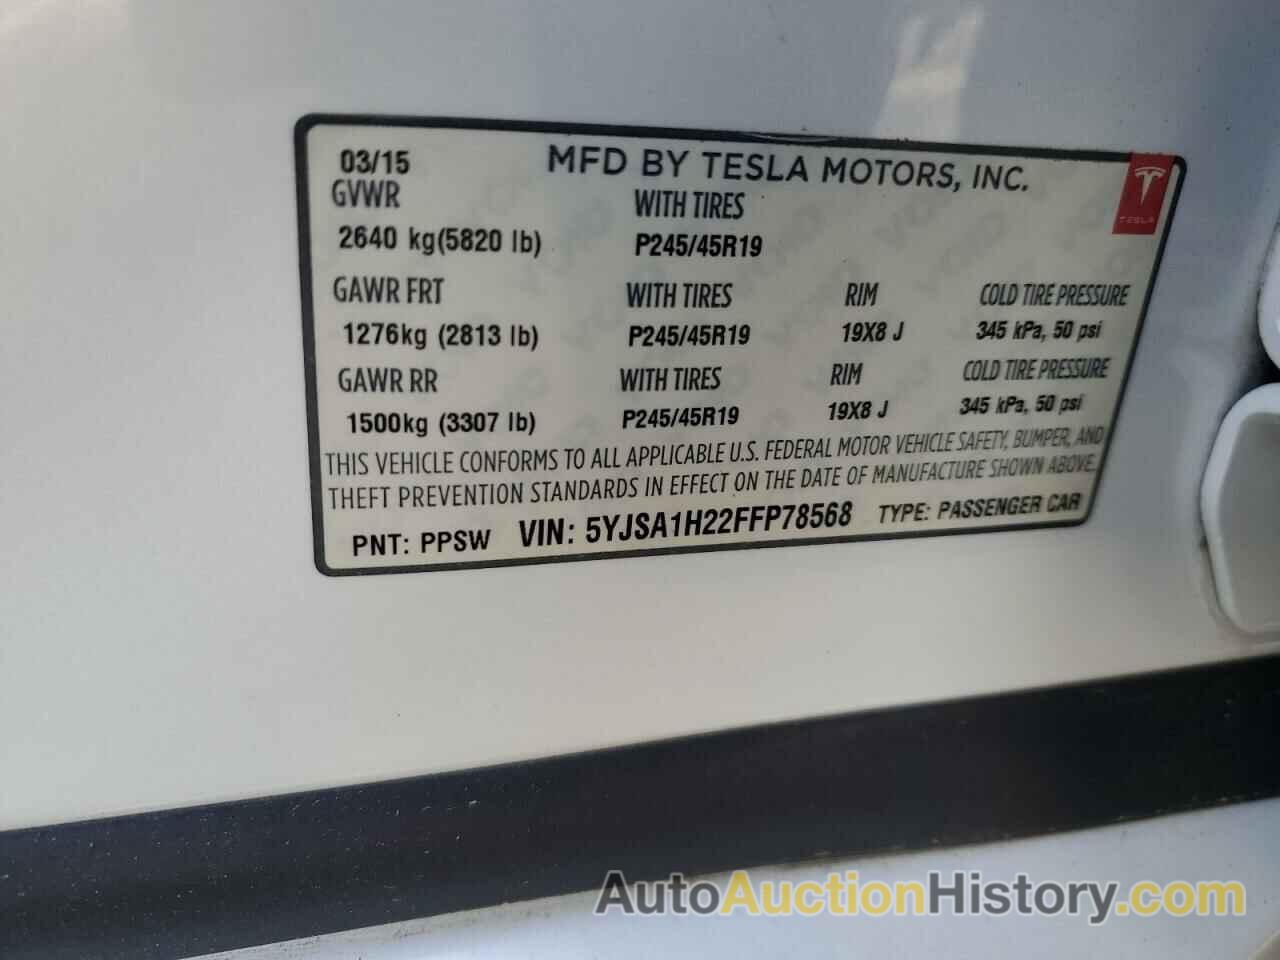 03/15 MFD BY TESLA MOTORS, INC.
TESLA
GVWR WITH TIRES
2640 kg(5820 lb) P245/45R19
GAWR FRT WITH TIRES RIM COLD TIRE PRESSURE
1276kg (2813 lb) P245/45R19 19X8 J 345 kPa, 50 psi
GAWR RR WITH TIRES RIM COLD TIRE PRESSURE
1500kg (3307 lb) P245/45R19 19X8 J 345 kPa, 50 psi
THIS VEHICLE CONFORMS TO ALL APPLICABLE U.S. FEDERAL MOTOR VEHICLE SAFETY, BUMPER, AND
THEFT PREVENTION STANDARDS IN EFFECT ON THE DATE OF MANUFACTURE SHOWN ABOVE.
PNT: PPSW VIN: 5YJSA1H22FFP78568 TYPE: PASSENGER CAR
AutoAuctionHistory.com